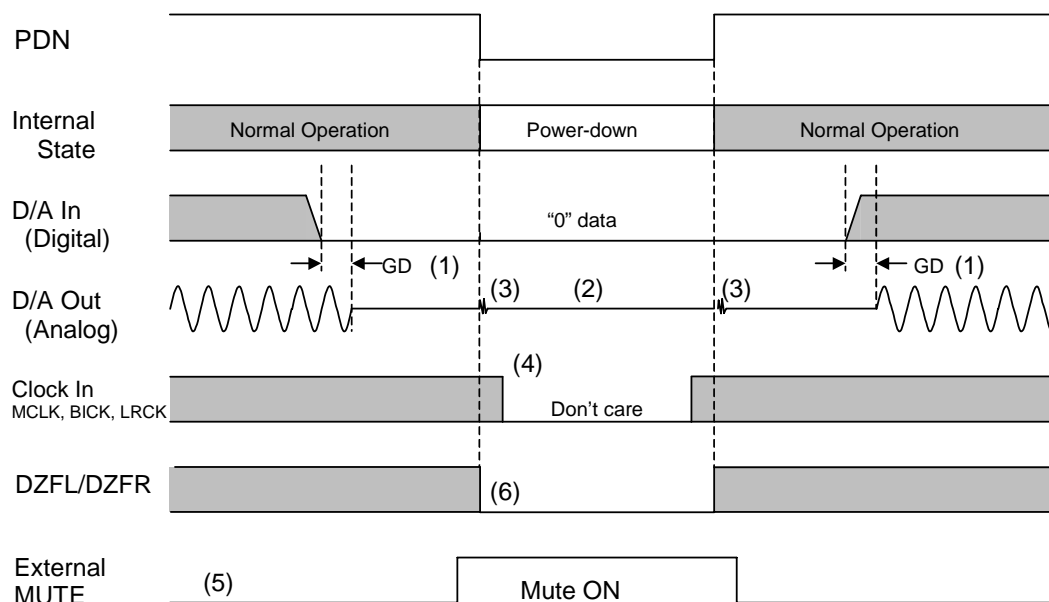 PDN
Internal
State
Normal Operation
Power-down
Normal Operation
D/A In
(Digital)
“0” data
GD (1)
GD (1)
D/A Out
(Analog)
(3)
(2)
(3)
Clock In
MCLK, BICK, LRCK
(4)
Don’t care
DZFL/DZFR
(6)
External
MUTE
(5)
Mute ON